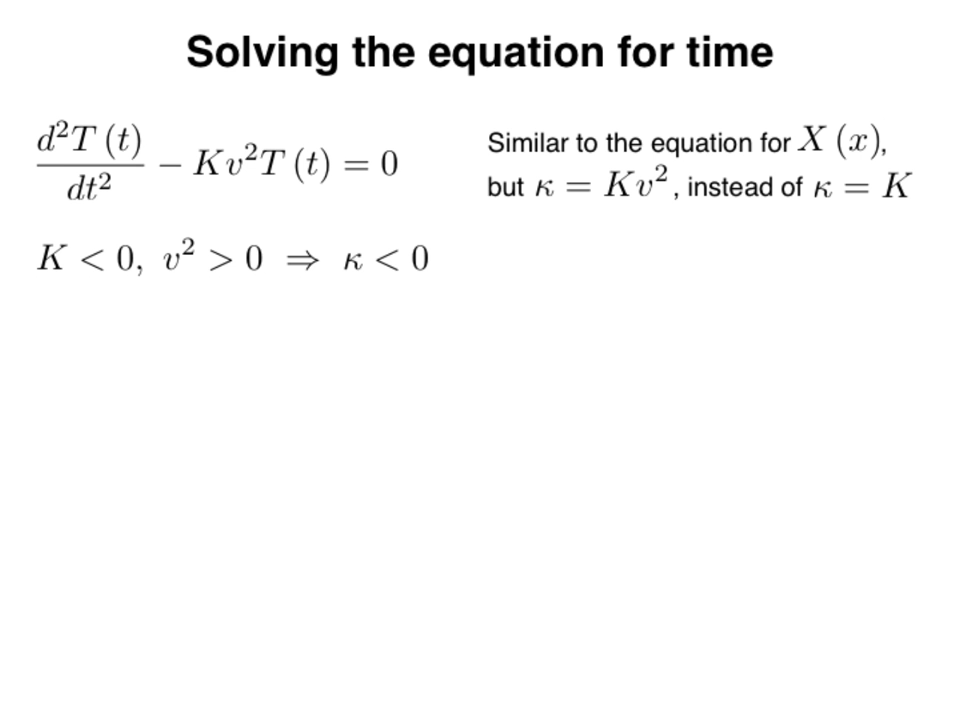 Solving the equation for time
d²T (t)/dt² − Kv²T (t) = 0
Similar to the equation for X (x),
but κ = Kv², instead of κ = K
K < 0, v² > 0 ⇒ κ < 0